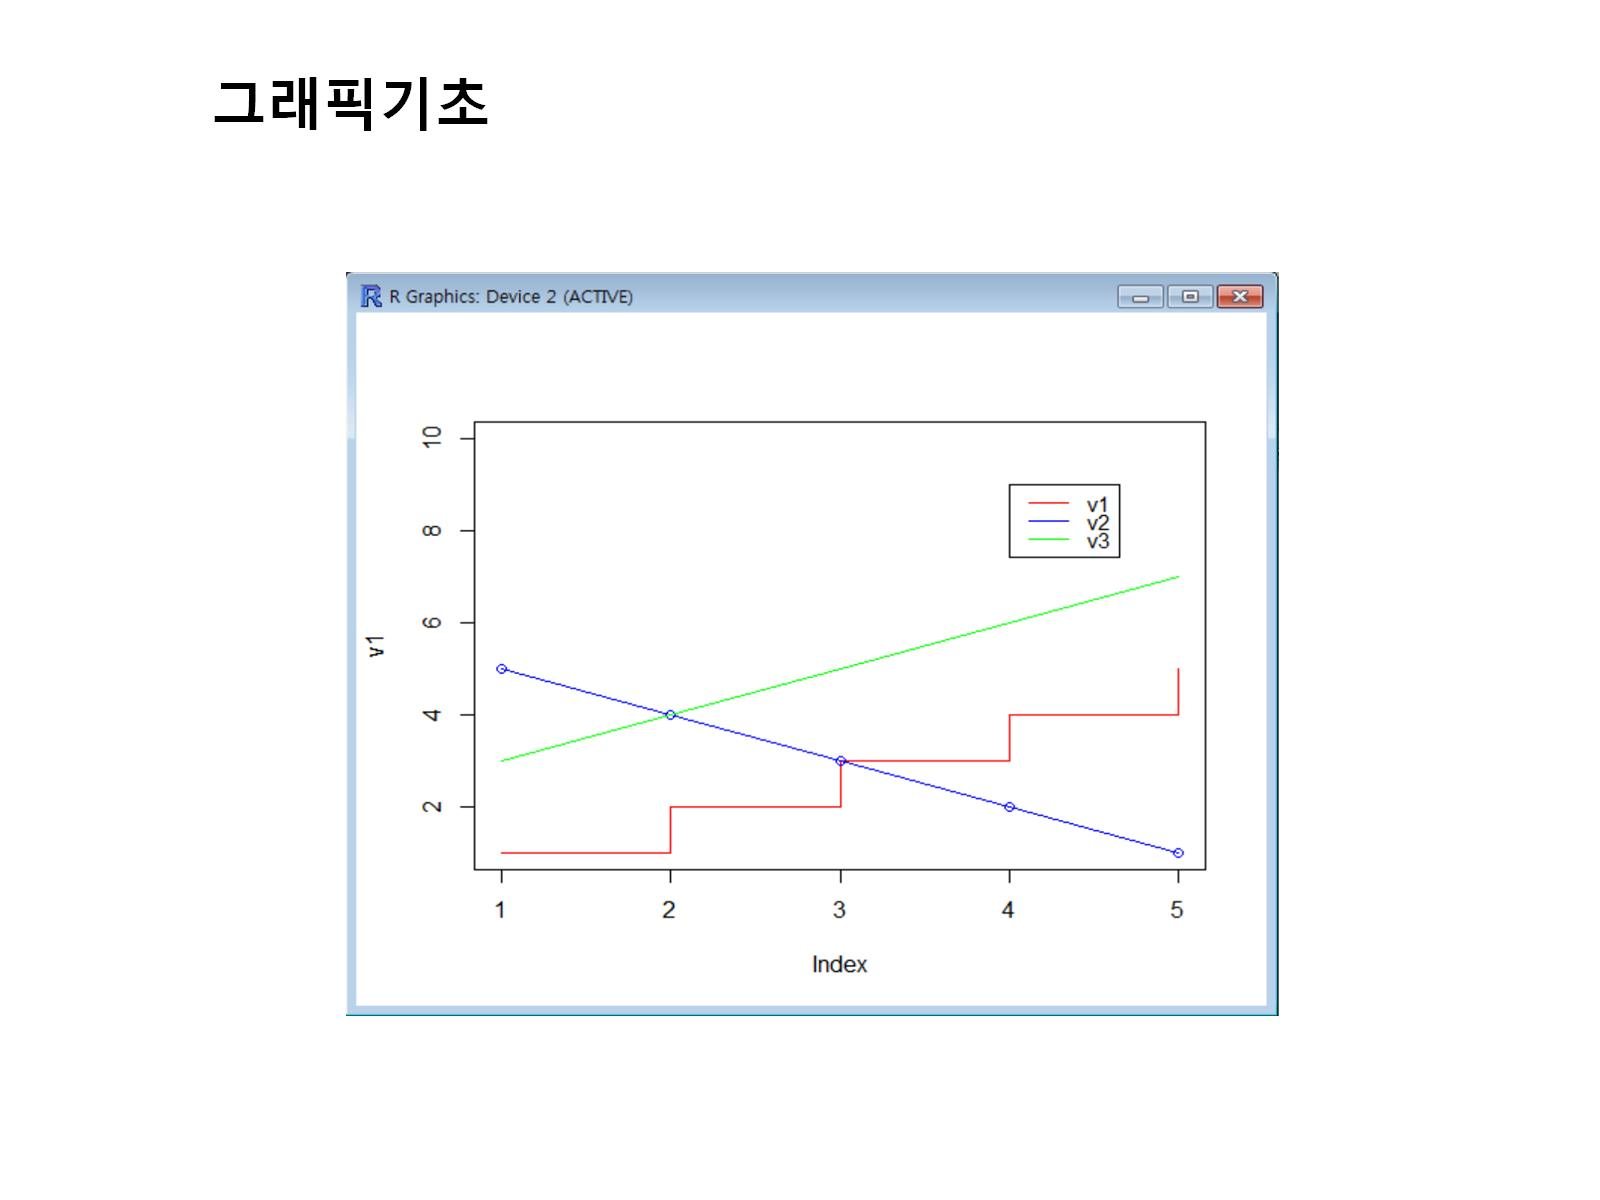 그래픽기초
R Graphics: Device 2 (ACTIVE)
10
8
6
4
2
v1
v1
v2
v3
1 2 3 4 5
Index